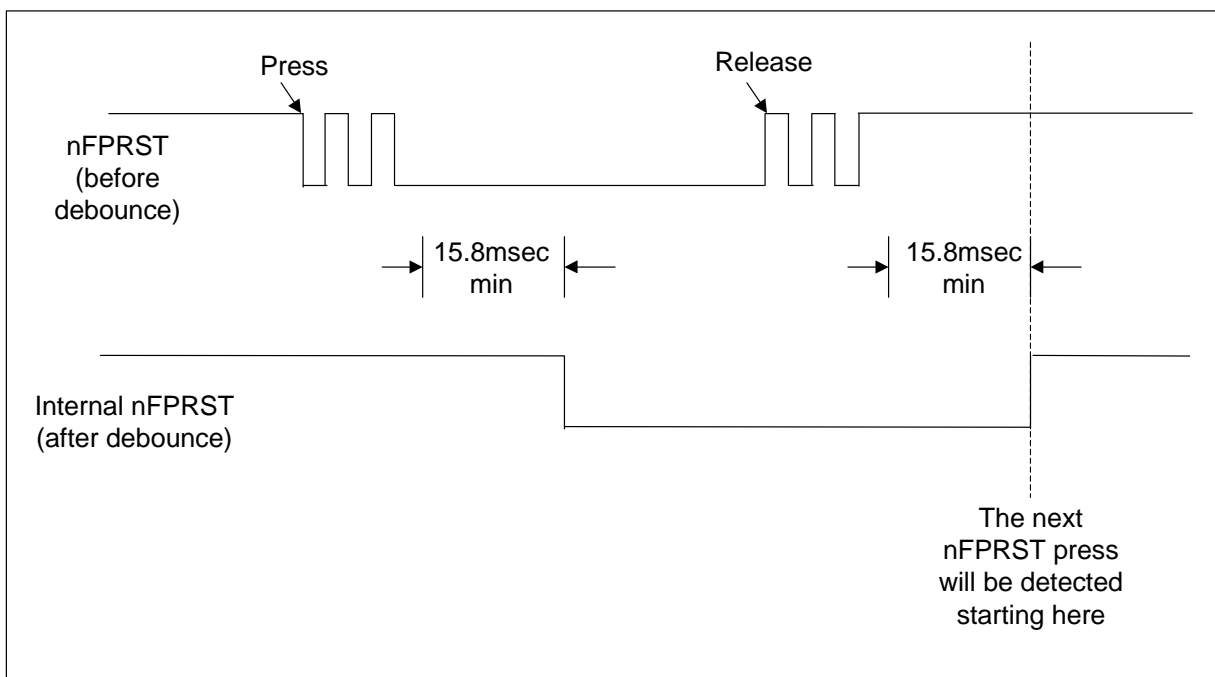 Press
Release
nFPRST
(before
debounce)
15.8msec
min
15.8msec
min
Internal nFPRST
(after debounce)
The next
nFPRST press
will be detected
starting here